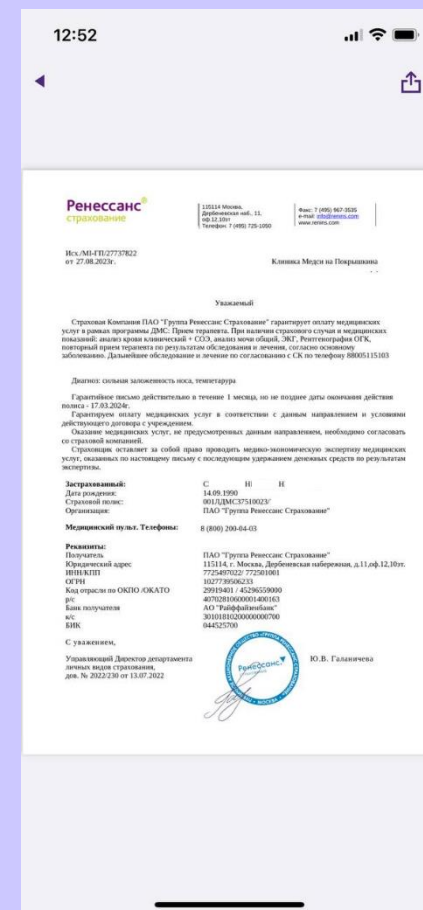 12:52
Ренессанс®
страхование
115114 Москва,
Дербеневская наб., 11,
оф.12,10эт
Телефон: 7 (495) 725-1050
Факс: 7 (495) 967-3535
e-mail: info@renins.com
www.renins.com
Исх./MI-ГП/27737822
от 27.08.2023г.
Клиника Медси на Покрышкина
Уважаемый
Страховая Компания ПАО "Группа Ренессанс Страхование" гарантирует оплату медицинских
услуг в рамках программы ДМС: Прием терапевта. При наличии страхового случая и медицинских
показаний: анализ крови клинический + СОЭ, анализ мочи общий, ЭКГ, Рентгенография ОГК,
повторный прием терапевта по результатам обследования и лечения, согласно основному
заболеванию. Дальнейшее обследование и лечение по согласованию с СК по телефону 88005115103
Диагноз: сильная заложенность носа, температура
Гарантийное письмо действительно в течение 1 месяца, но не позднее даты окончания действия
полиса - 17.03.2024г.
Гарантируем оплату медицинских услуг в соответствии с данным направлением и условиями
действующего договора с учреждением.
Оказание медицинских услуг, не предусмотренных данным направлением, необходимо согласовать
со страховой компанией.
Страховщик оставляет за собой право проводить медико-экономическую экспертизу медицинских
услуг, оказанных по настоящему письму с последующим удержанием денежных средств по результатам
экспертизы.
Застрахованный: С Н Н
Дата рождения: 14.09.1990
Страховой полис: 001ЛДМС37510023/
Организация: ПАО "Группа Ренессанс Страхование"
Медицинский пульт. Телефоны: 8 (800) 200-04-03
Реквизиты:
Получатель ПАО "Группа Ренессанс Страхование"
Юридический адрес 115114, г. Москва, Дербеневская набережная, д.11,оф.12,10эт.
ИНН/КПП 7725497022/ 772501001
ОГРН 1027739506233
Код отрасли по ОКПО /ОКАТО 29919401 / 45296559000
р/с 40702810600001400163
Банк получателя АО "Райффайзенбанк"
к/с 30101810200000000700
БИК 044525700
С уважением,
Управляющий Директор департамента
личных видов страхования,
дов. № 2022/230 от 13.07.2022
Ренессанс
Ю.В. Галаничева